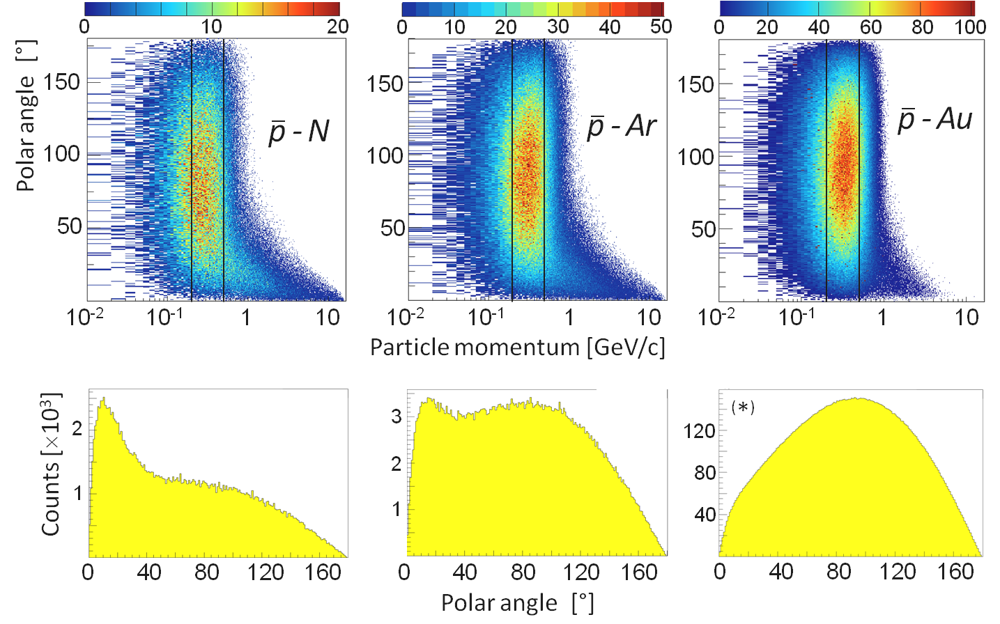 0 10 20
0 10 20 30 40 50
0 20 40 60 80 100
Polar angle [°]
150
100
50
p̅ - N
10⁻² 10⁻¹ 1 10
150
100
50
p̅ - Ar
10⁻² 10⁻¹ 1 10
150
100
50
p̅ - Au
10⁻² 10⁻¹ 1 10
Particle momentum [GeV/c]
Counts [×10³]
2
1
0 40 80 120 160
3
2
1
0 40 80 120 160
(*)
120
80
40
0 40 80 120 160
Polar angle [°]